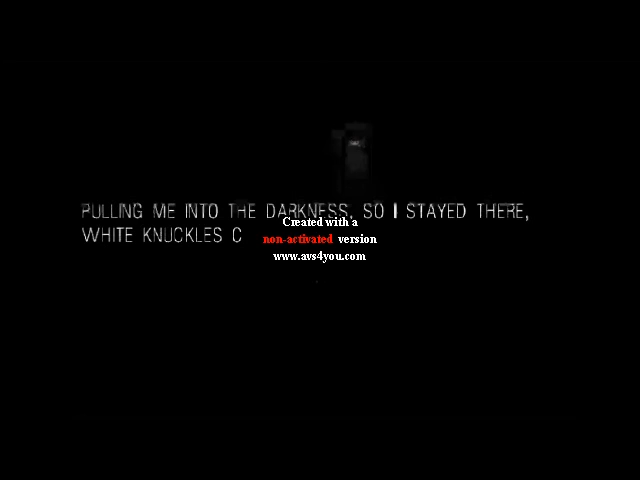 PULLING ME INTO THE DARKNESS, SO I STAYED THERE,
WHITE KNUCKLES C
Created with a
non-activated version
www.avs4you.com